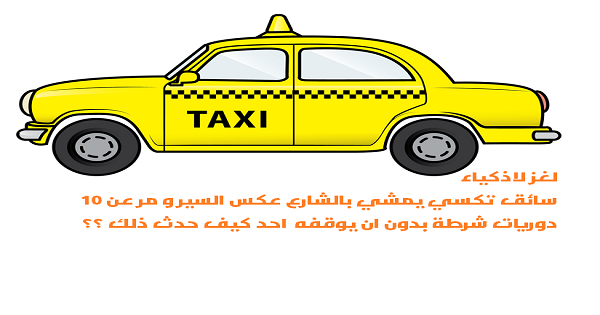 TAXI
لغز لاذكياء
سائق تكسي يمشي بالشارع عكس السير و مر عن 10
دوريات شرطة بدون ان يوقفه احد كيف حدث ذلك ؟؟